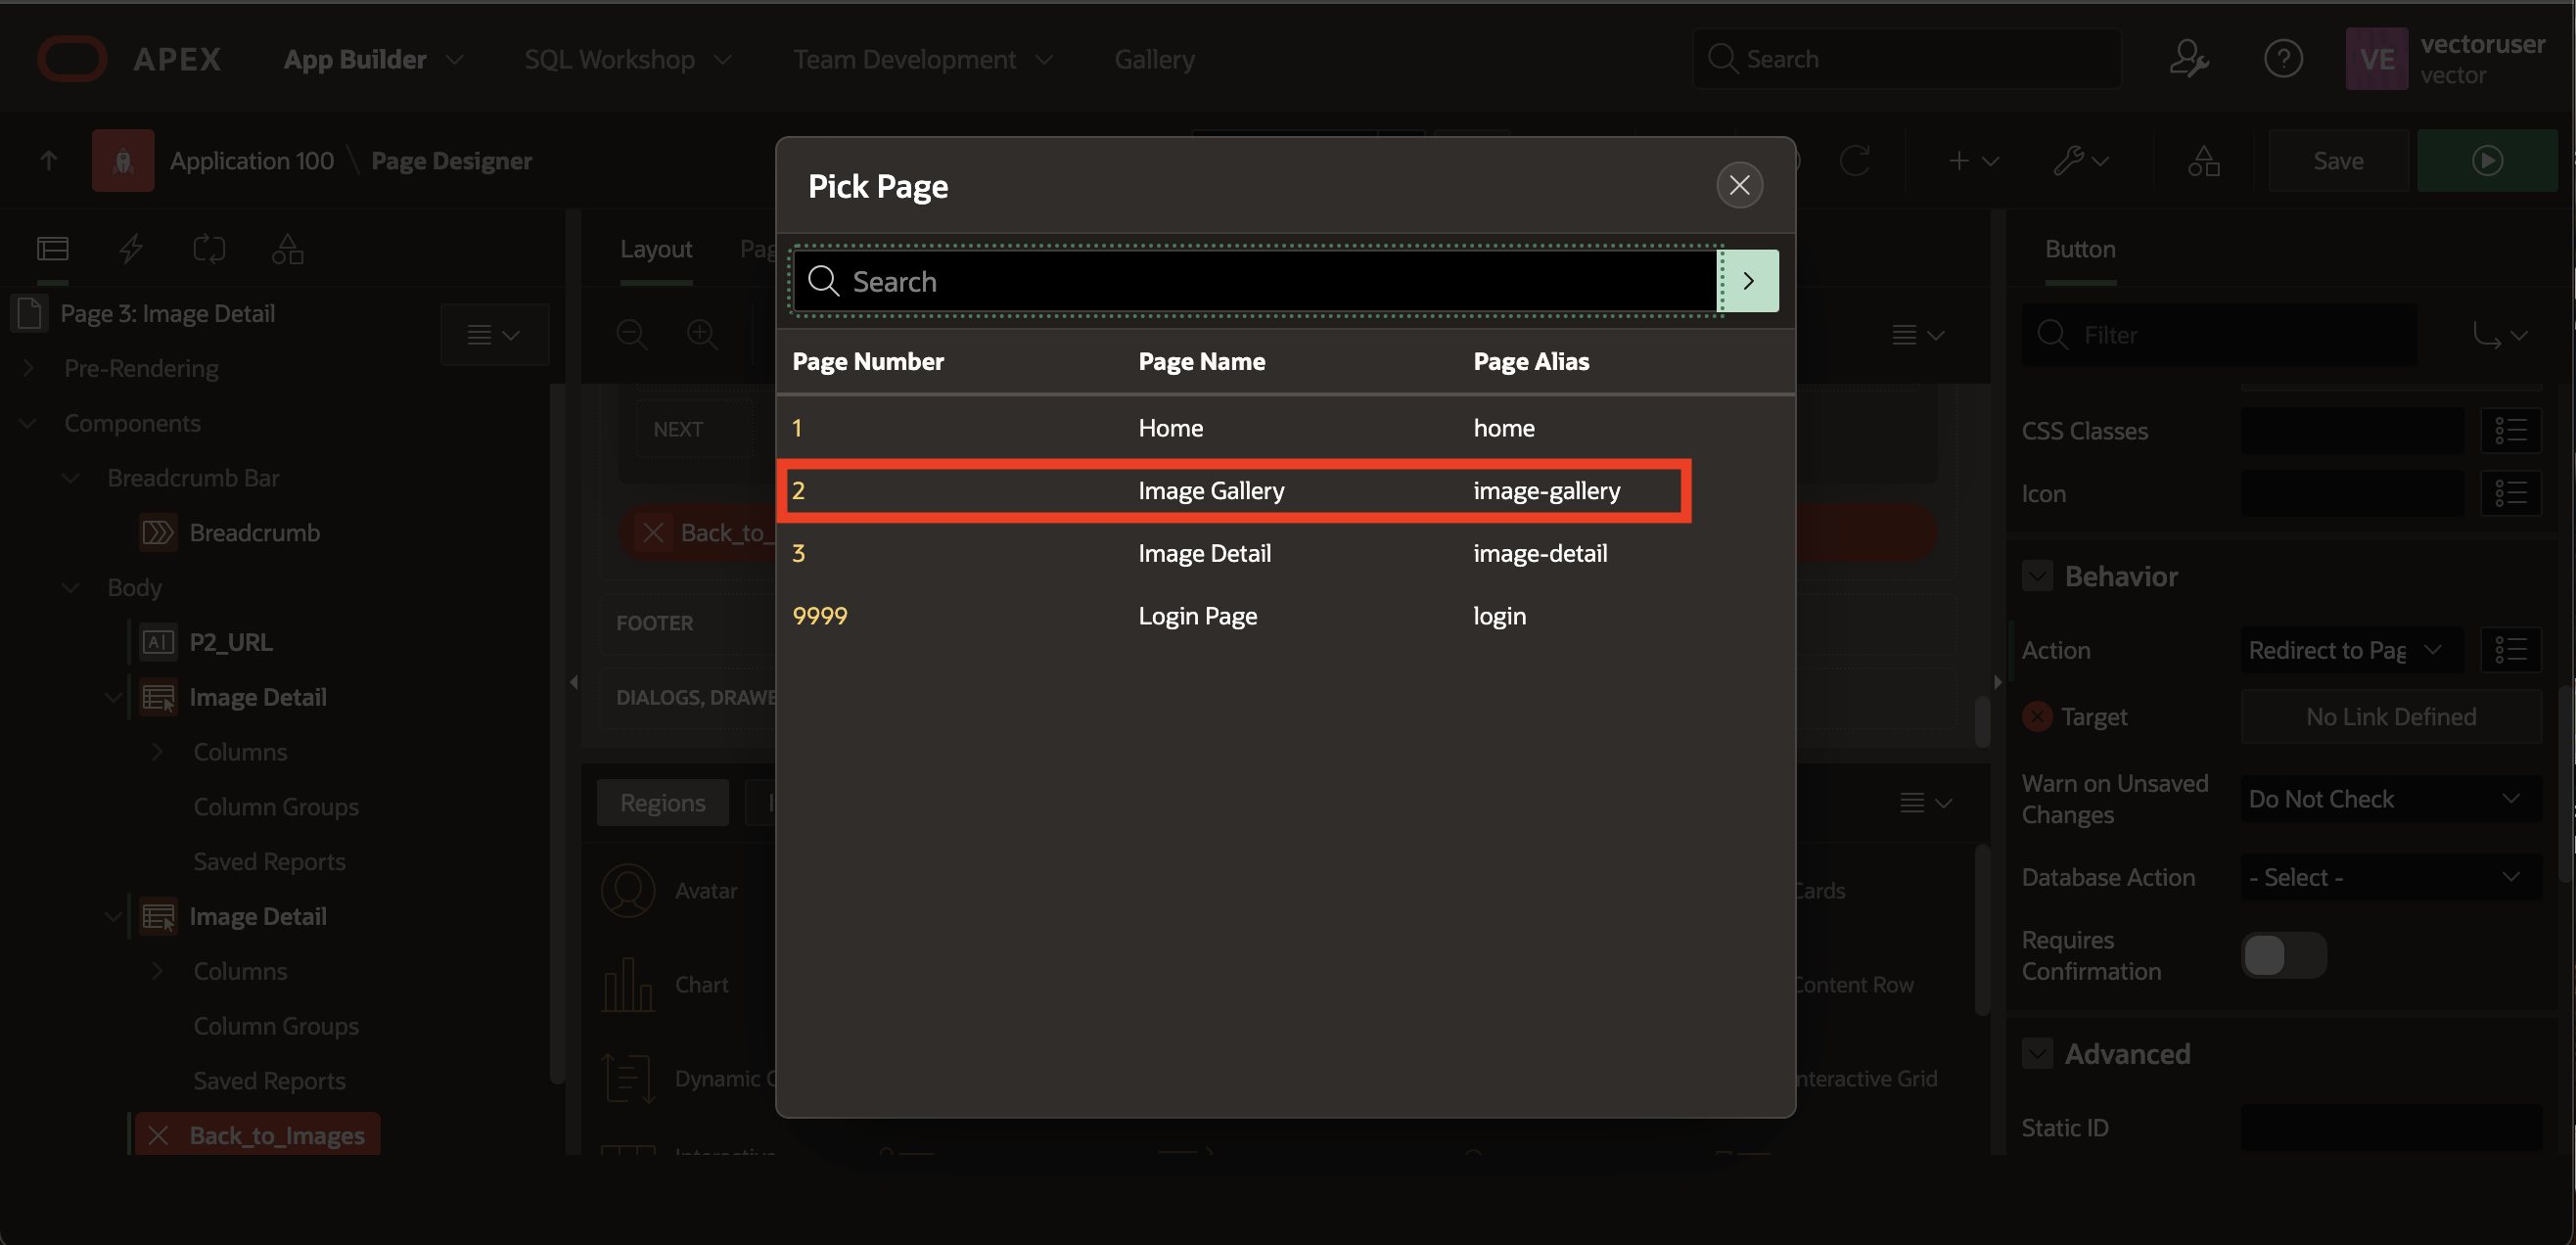 APEX App Builder SQL Workshop Team Development Gallery Search VE vectoruser
vector
Application 100 \ Page Designer Save
Pick Page
Layout Button
Search
Page 3: Image Detail
Filter
Pre-Rendering
Page Number Page Name Page Alias
Components
NEXT
1 Home home
CSS Classes
Breadcrumb Bar
2 Image Gallery image-gallery
Icon
Breadcrumb
Back_to_
3 Image Detail image-detail
Behavior
Body
FOOTER
9999 Login Page login
P2_URL
Action Redirect to Pag
Image Detail
DIALOGS, DRAWE
Target No Link Defined
Columns
Warn on Unsaved
Changes
Do Not Check
Column Groups
Regions
Saved Reports
Avatar
Cards
Database Action - Select -
Image Detail
Requires
Confirmation
Columns
Chart
Content Row
Column Groups
Advanced
Saved Reports
Dynamic C
Interactive Grid
Back_to_Images
Static ID